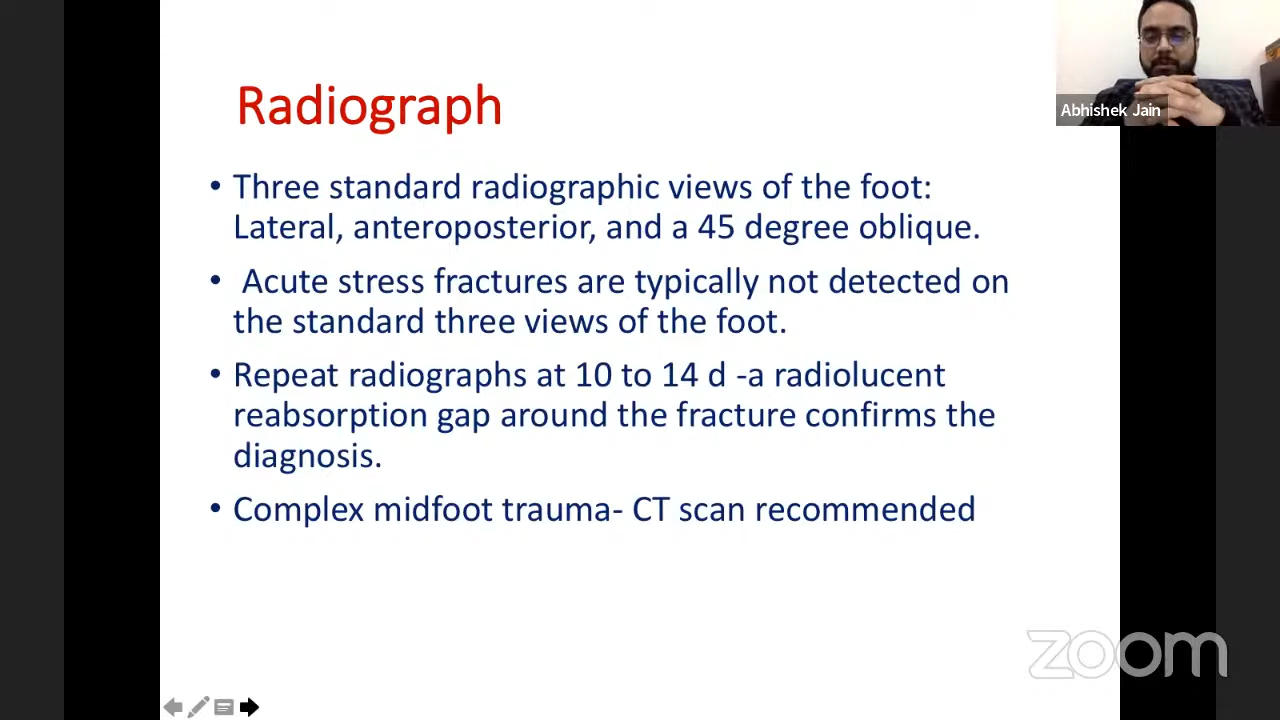 Radiograph
Abhishek Jain
• Three standard radiographic views of the foot:
Lateral, anteroposterior, and a 45 degree oblique.
• Acute stress fractures are typically not detected on
the standard three views of the foot.
• Repeat radiographs at 10 to 14 d -a radiolucent
reabsorption gap around the fracture confirms the
diagnosis.
• Complex midfoot trauma- CT scan recommended
zoom